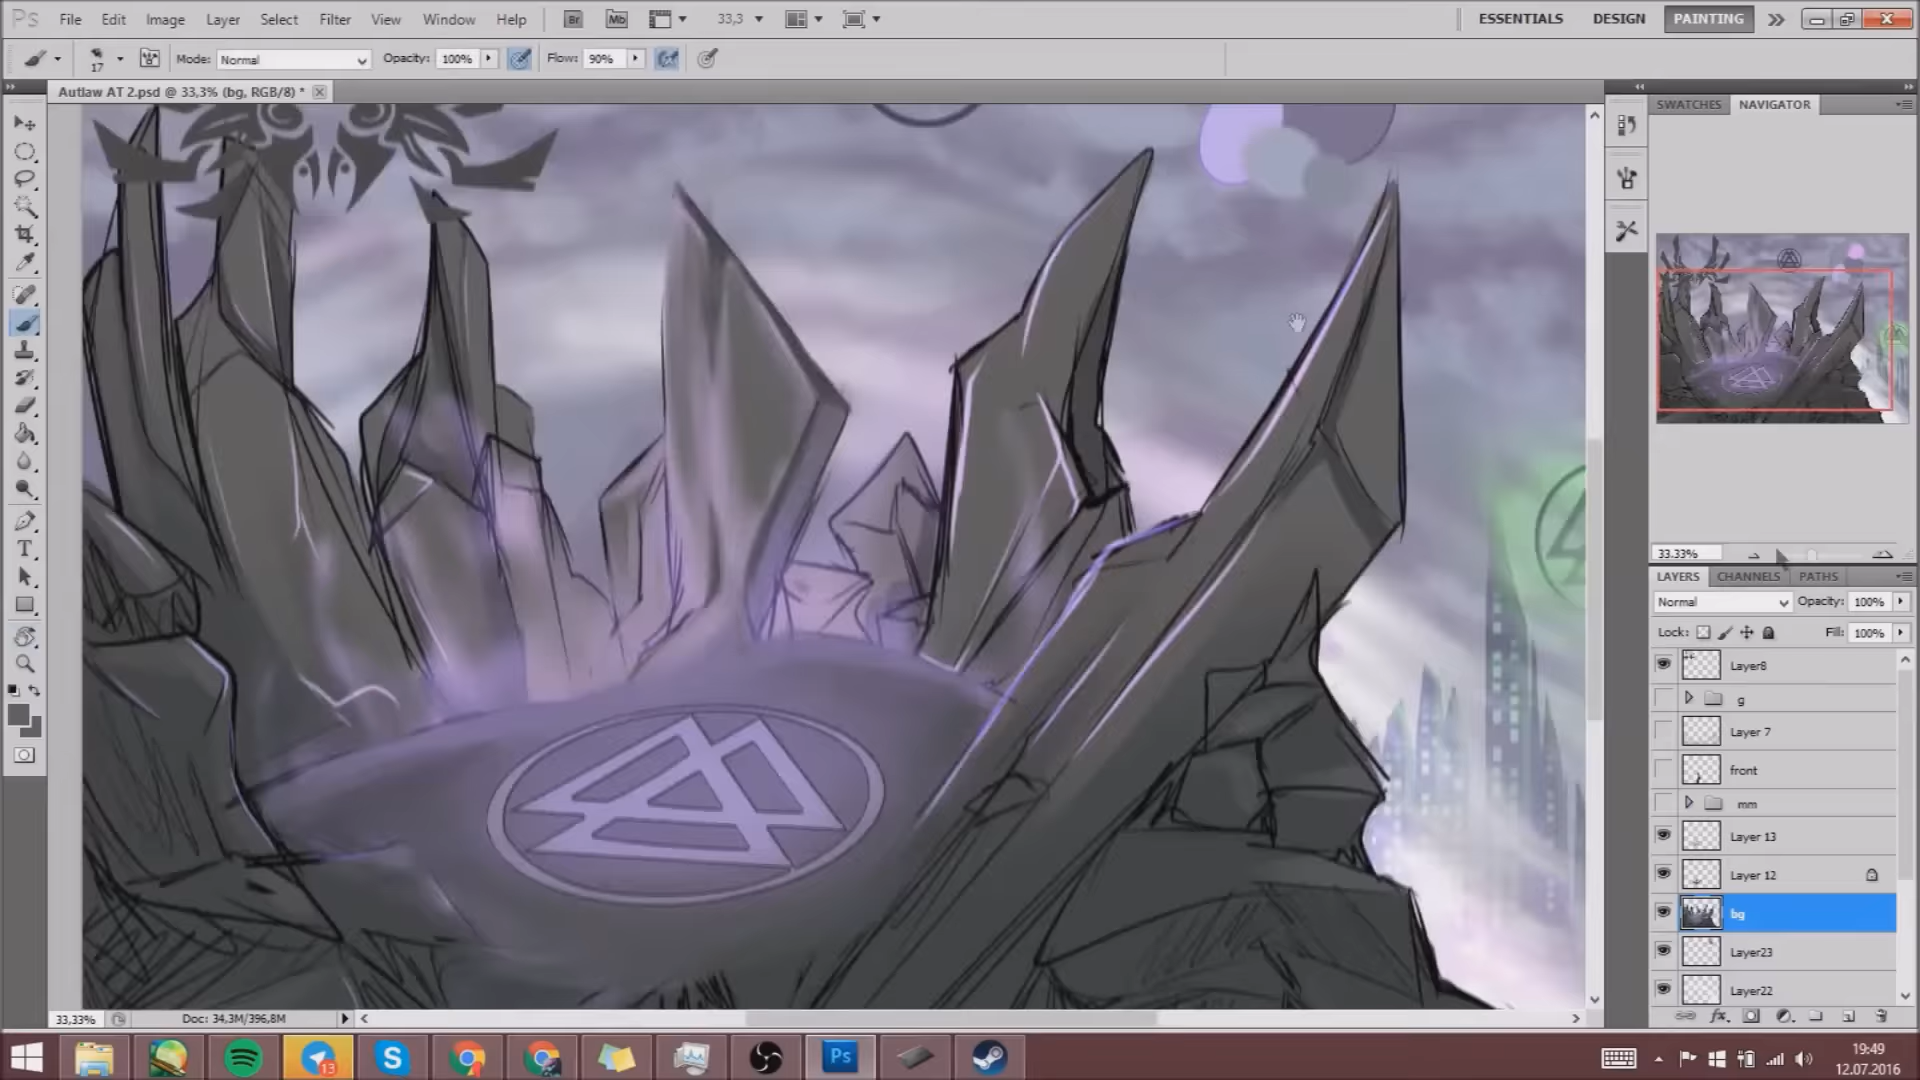 Ps File Edit Image Layer Select Filter View Window Help Br Mb 33,3 ESSENTIALS DESIGN PAINTING
17 Mode: Normal Opacity: 100% Flow: 90%
Autlaw AT 2.psd @ 33,3% (bg, RGB/8) *
SWATCHES NAVIGATOR
33.33%
LAYERS CHANNELS PATHS
Normal Opacity: 100%
Lock: Fill: 100%
Layer8
g
Layer 7
front
mm
Layer 13
Layer 12
bg
Layer23
Layer22
fx
T
33,33% Doc: 34,3M/396,8M
13
Ps
19:49
12.07.2016